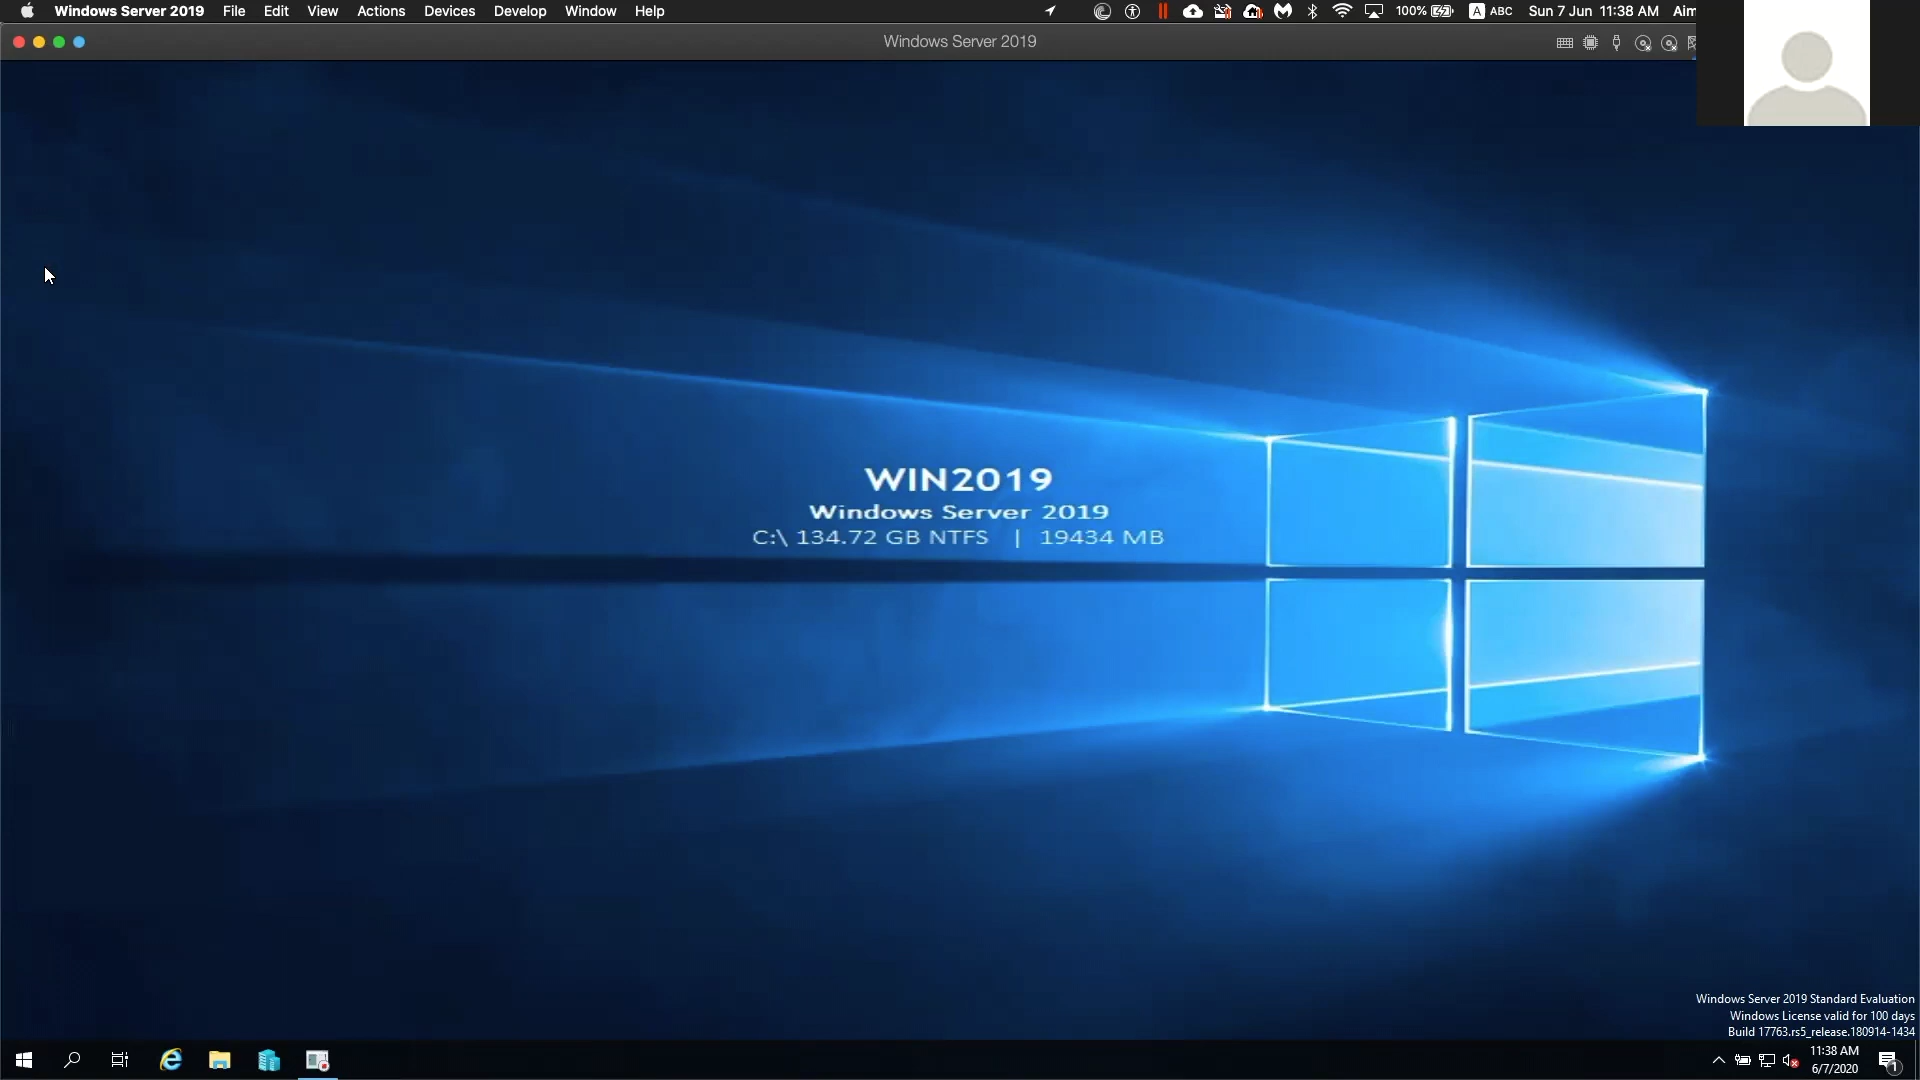 Windows Server 2019 File Edit View Actions Devices Develop Window Help 100% A ABC Sun 7 Jun 11:38 AM Aim
Windows Server 2019
WIN2019
Windows Server 2019
C:\ 134.72 GB NTFS | 19434 MB
Windows Server 2019 Standard Evaluation
Windows License valid for 100 days
Build 17763.rs5_release.180914-1434
11:38 AM
6/7/2020
1